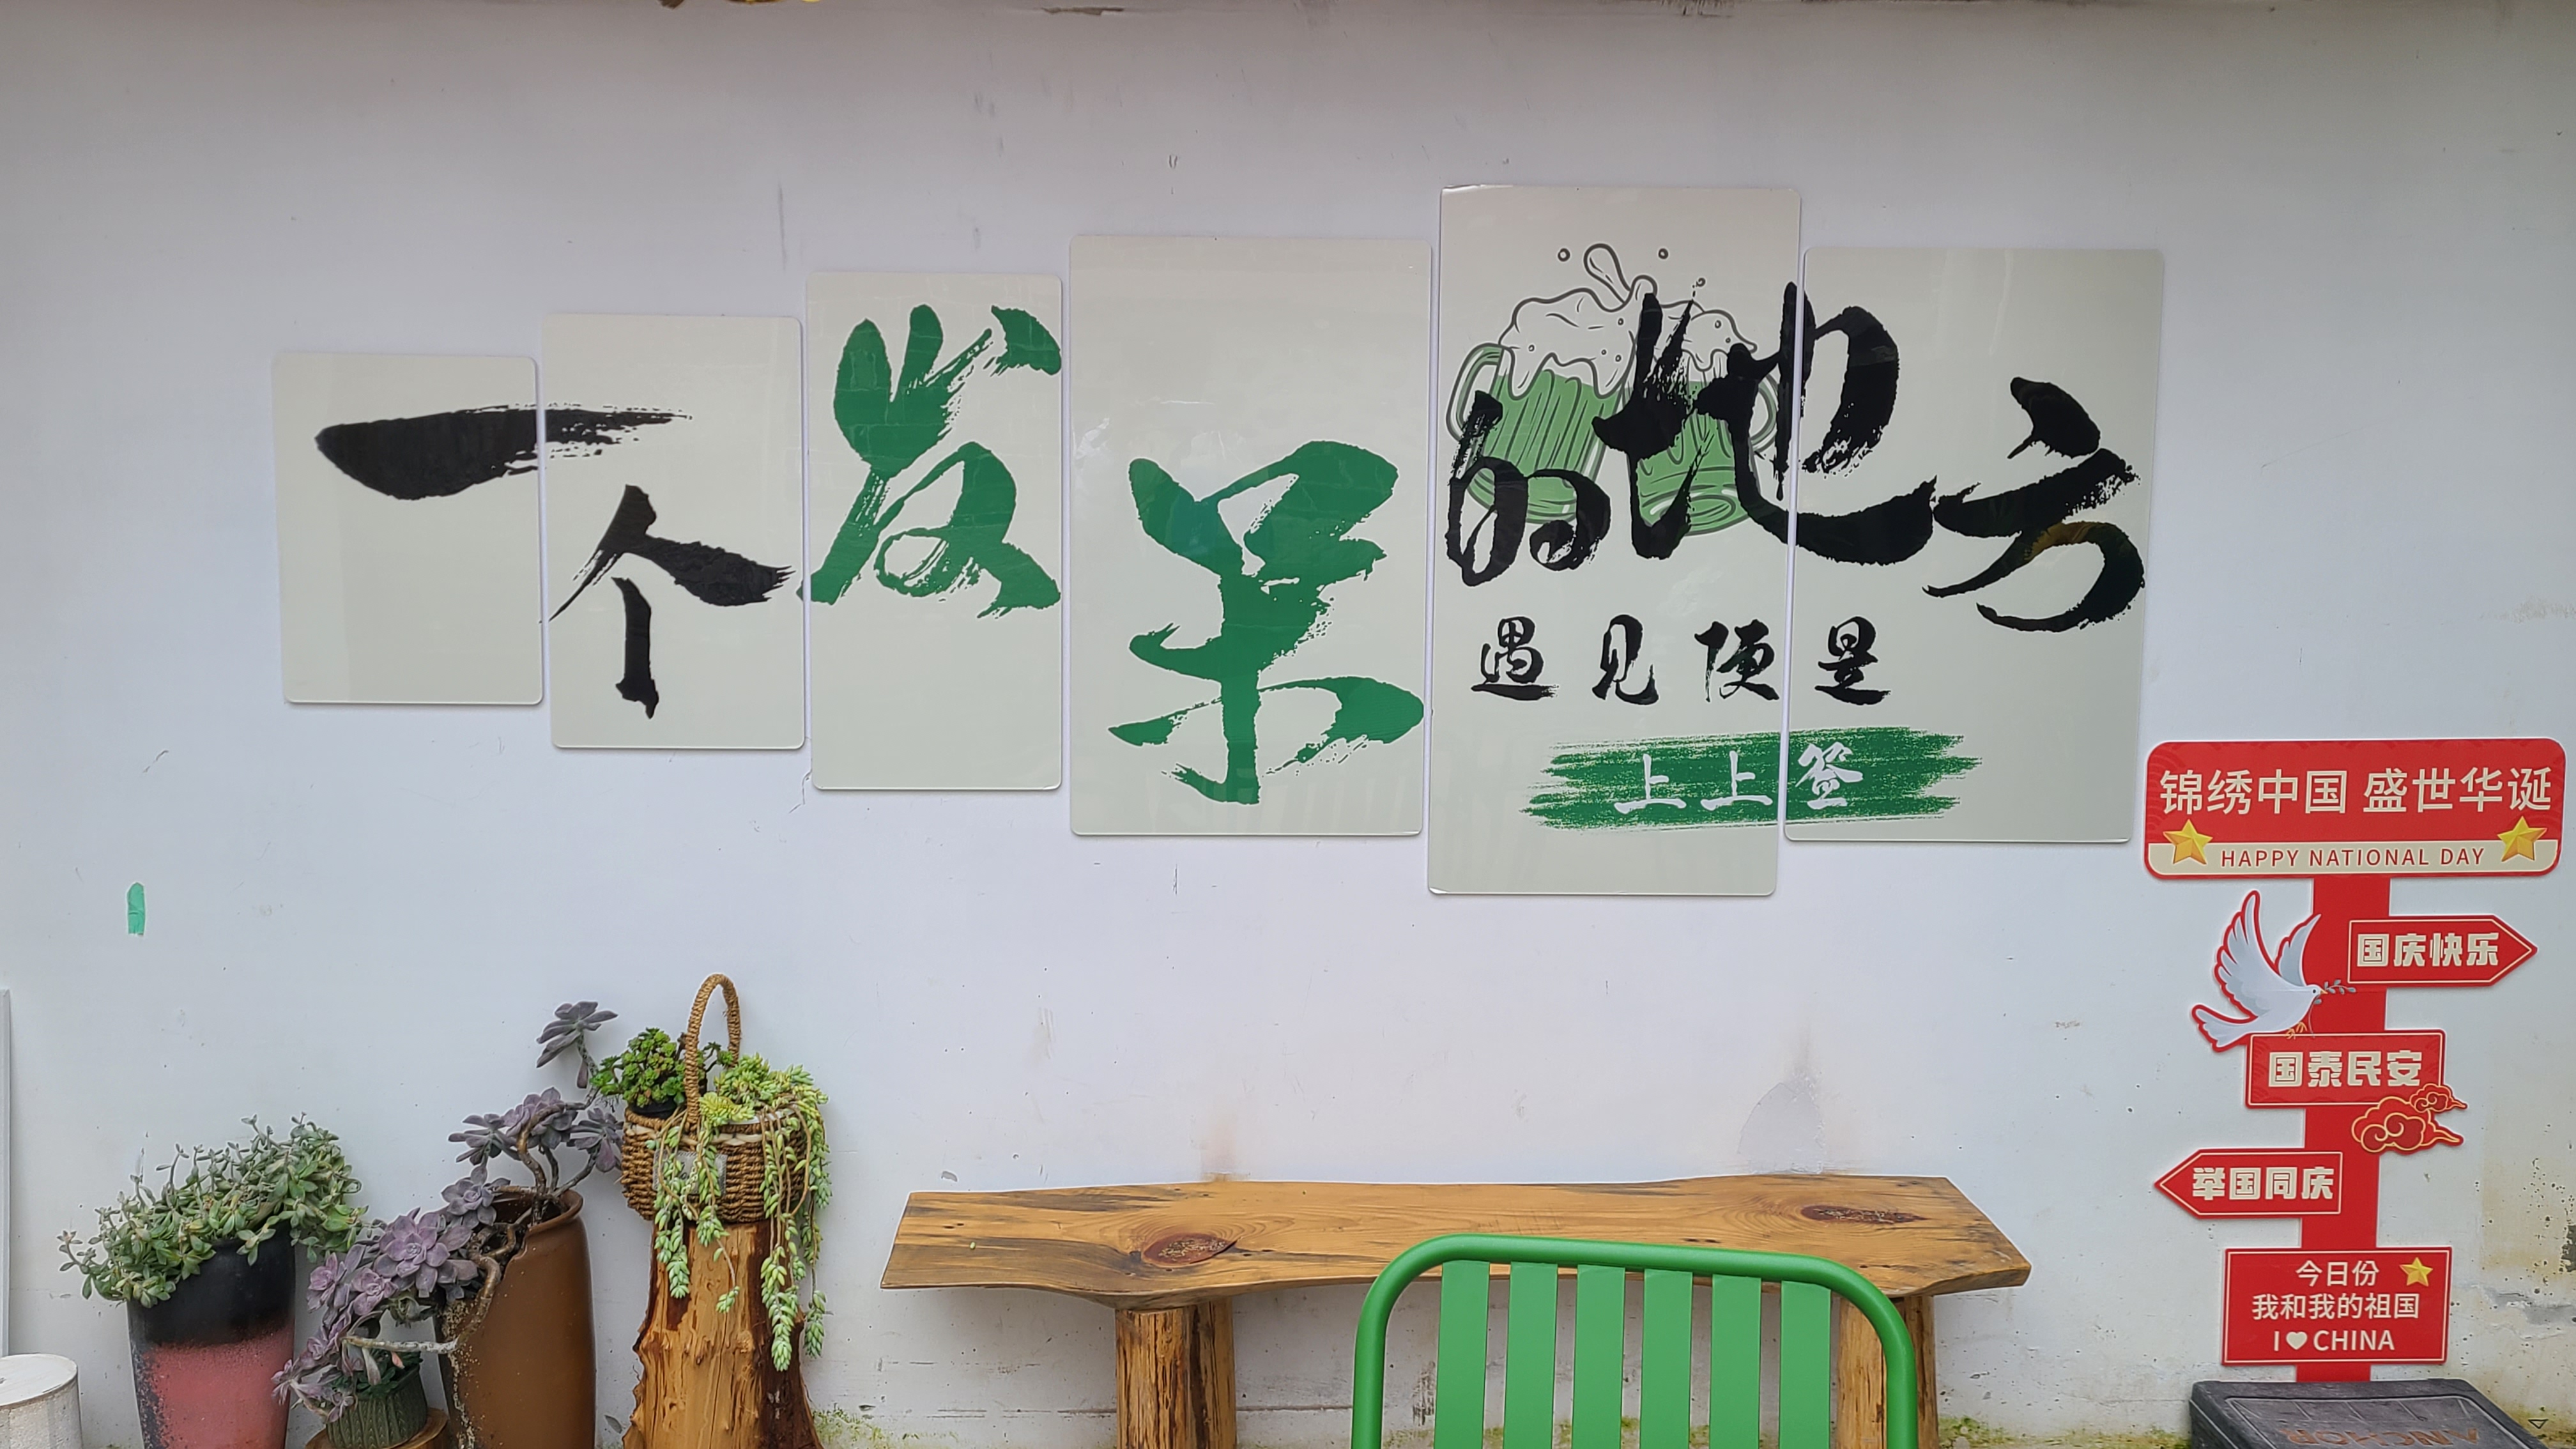 一个发呆的地方
遇见便是
上上签
锦绣中国 盛世华诞
HAPPY NATIONAL DAY
国庆快乐
国泰民安
举国同庆
今日份
我和我的祖国
I❤CHINA
ANCHOR